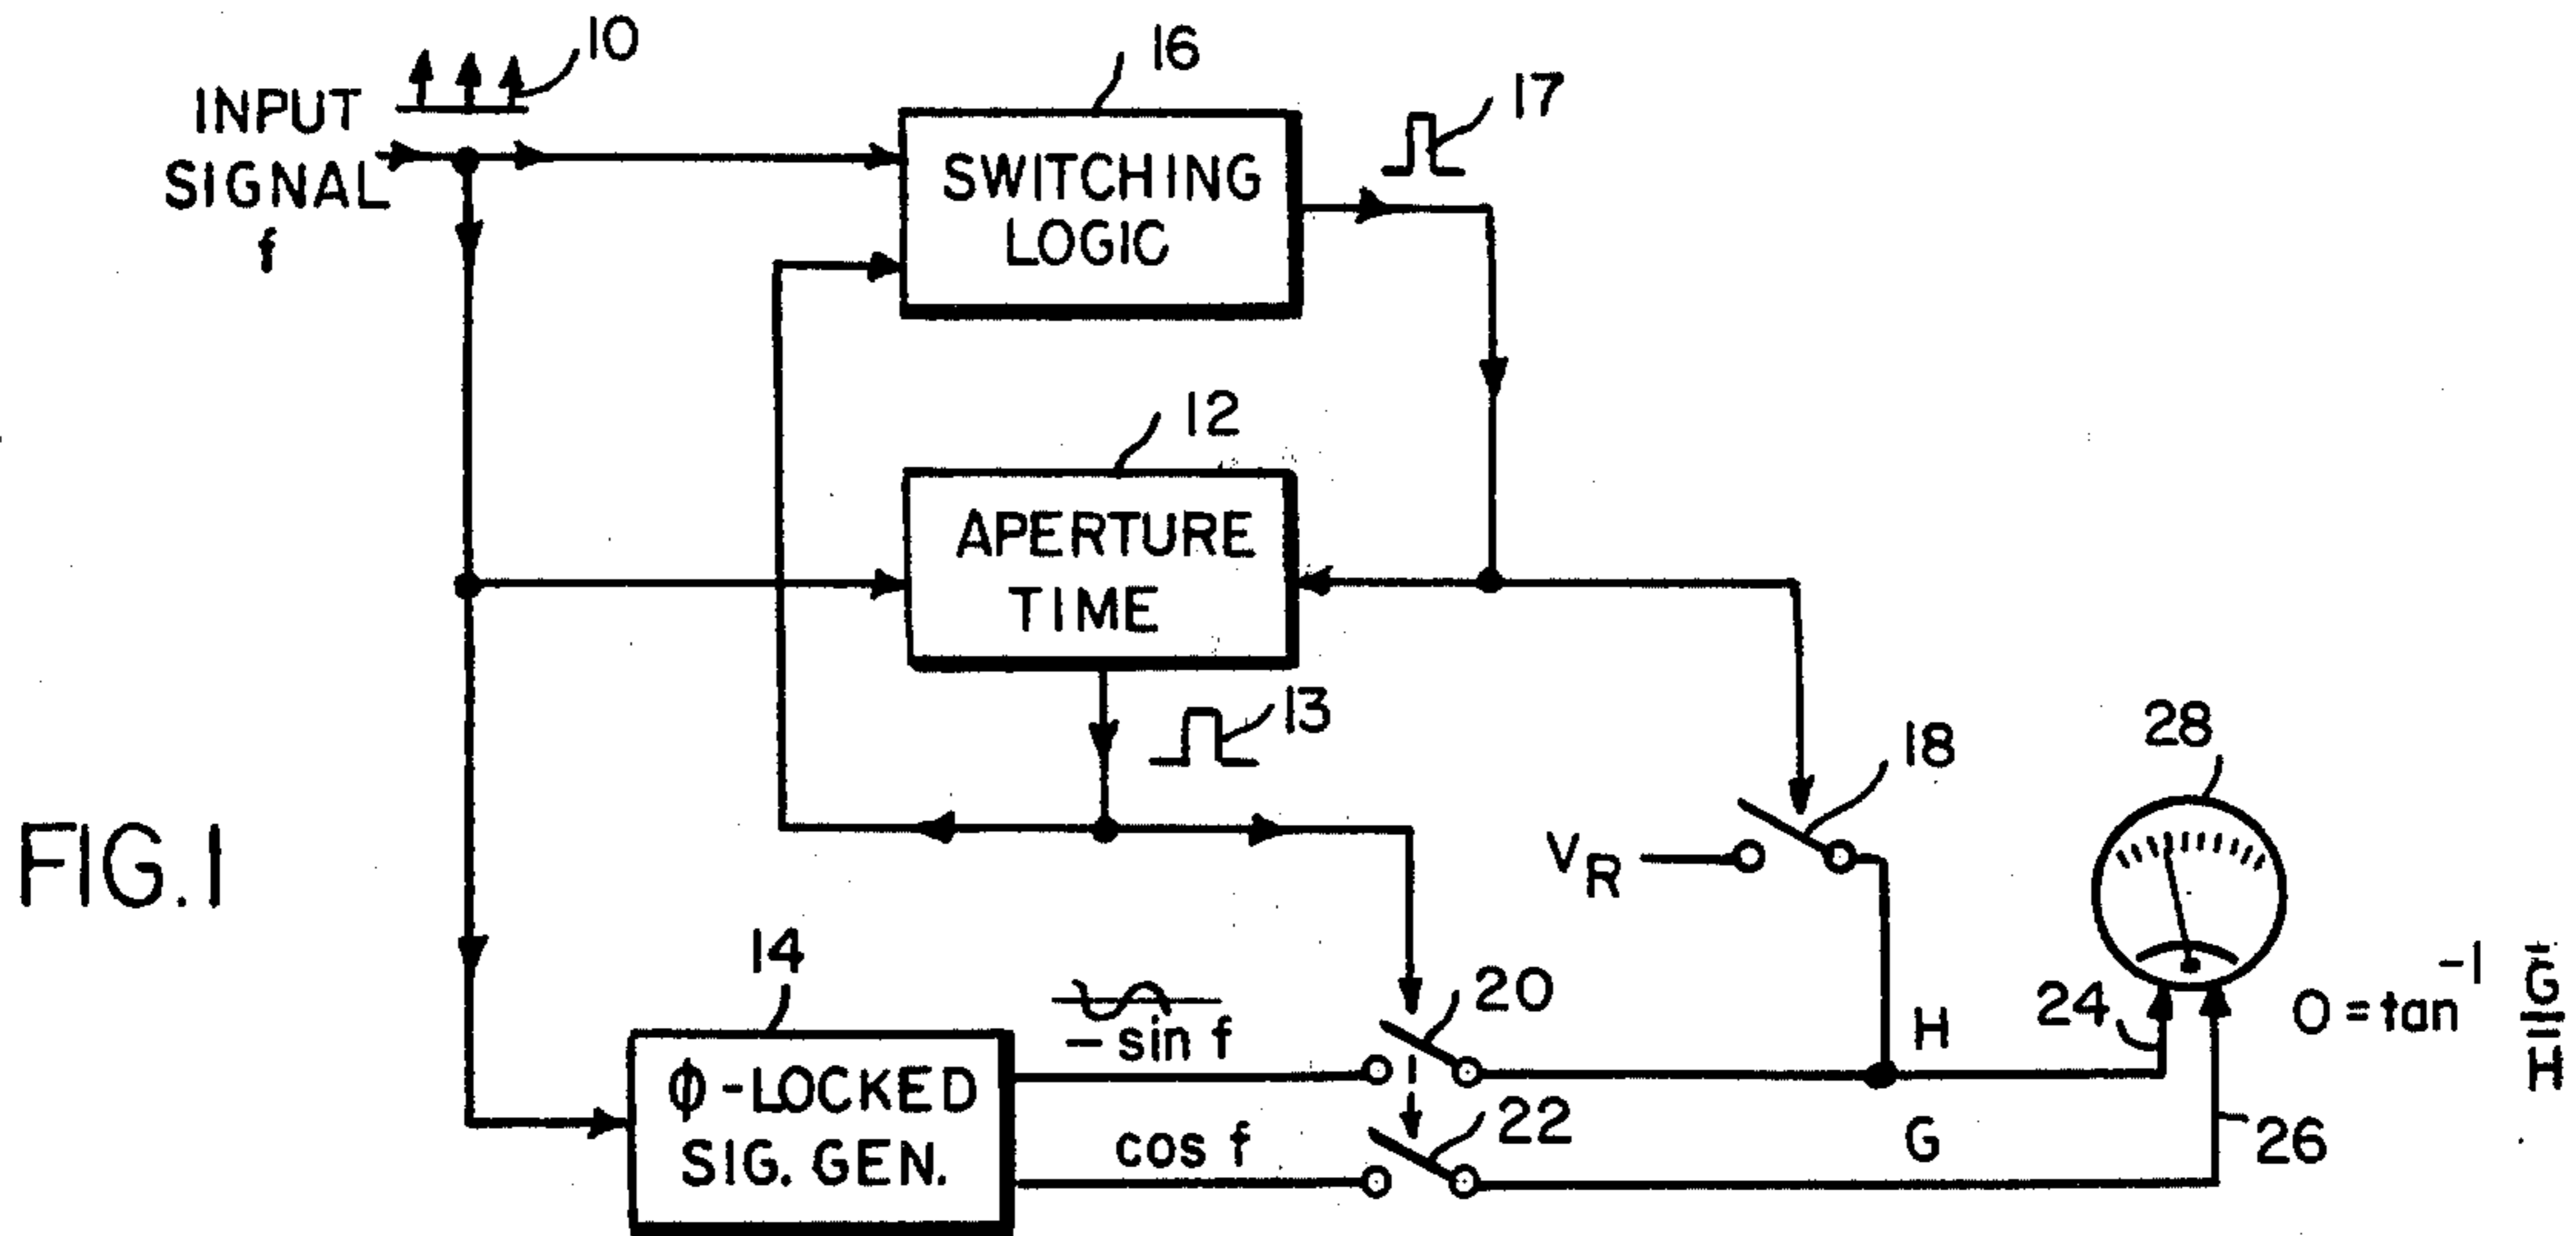 10
INPUT
SIGNAL
f
16
SWITCHING
LOGIC
17
12
APERTURE
TIME
13
18
V_R
28
FIG. 1
14
ϕ-LOCKED
SIG. GEN.
- sin f
cos f
20
22
H
G
24
26
O = tan^-1 G̅/H̅